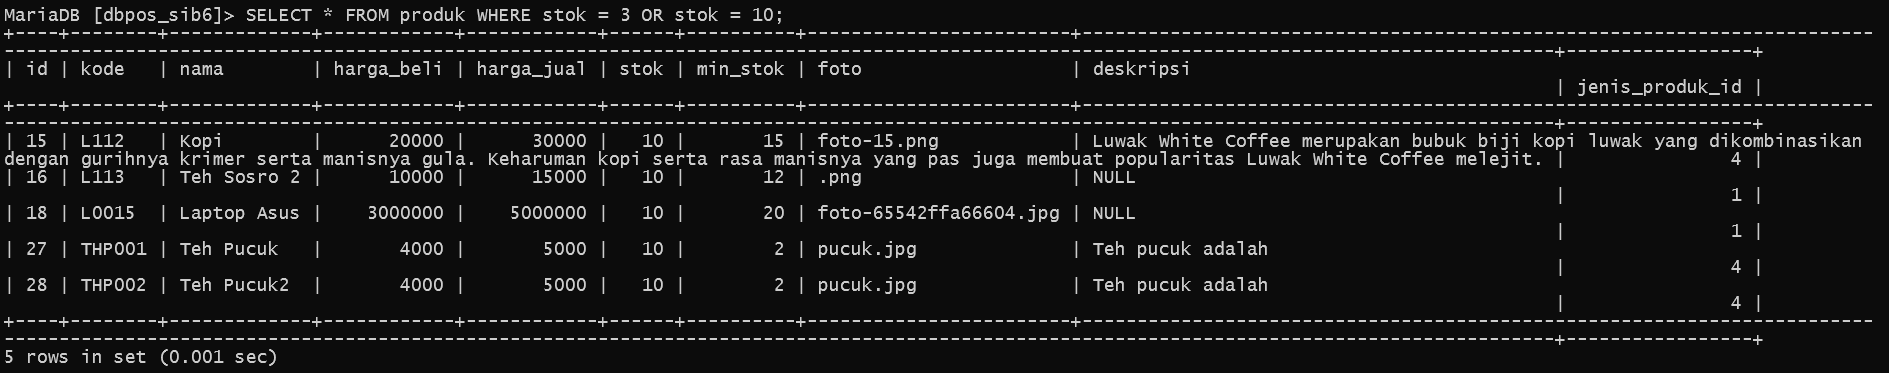 MariaDB [dbpos_sib6]> SELECT * FROM produk WHERE stok = 3 OR stok = 10;
| id | kode | nama | harga_beli | harga_jual | stok | min_stok | foto | deskripsi
| jenis_produk_id |
| 15 | L112 | Kopi | 20000 | 30000 | 10 | 15 | foto-15.png | Luwak White Coffee merupakan bubuk biji kopi luwak yang dikombinasikan
dengan gurihnya krimer serta manisnya gula. Keharuman kopi serta rasa manisnya yang pas juga membuat popularitas Luwak White Coffee melejit. | 4 |
| 16 | L113 | Teh Sosro 2 | 10000 | 15000 | 10 | 12 | .png | NULL
| 1 |
| 18 | L0015 | Laptop Asus | 3000000 | 5000000 | 10 | 20 | foto-65542ffa66604.jpg | NULL
| 1 |
| 27 | THP001 | Teh Pucuk | 4000 | 5000 | 10 | 2 | pucuk.jpg | Teh pucuk adalah
| 4 |
| 28 | THP002 | Teh Pucuk2 | 4000 | 5000 | 10 | 2 | pucuk.jpg | Teh pucuk adalah
| 4 |
5 rows in set (0.001 sec)